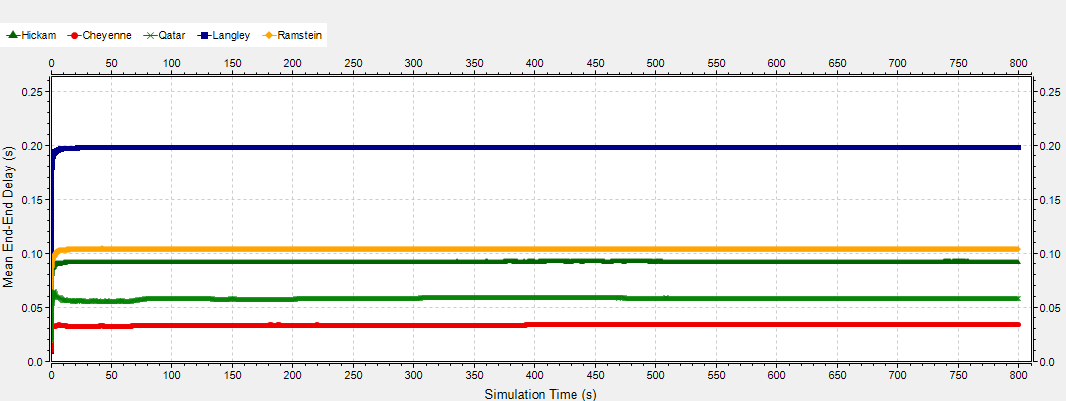 Hickam Cheyenne Qatar Langley Ramstein
0 50 100 150 200 250 300 350 400 450 500 550 600 650 700 750 800
0.25 0.25
0.20 0.20
0.15 0.15
0.10 0.10
0.05 0.05
0.0 0.0
Mean End-End Delay (s)
0 50 100 150 200 250 300 350 400 450 500 550 600 650 700 750 800
Simulation Time (s)